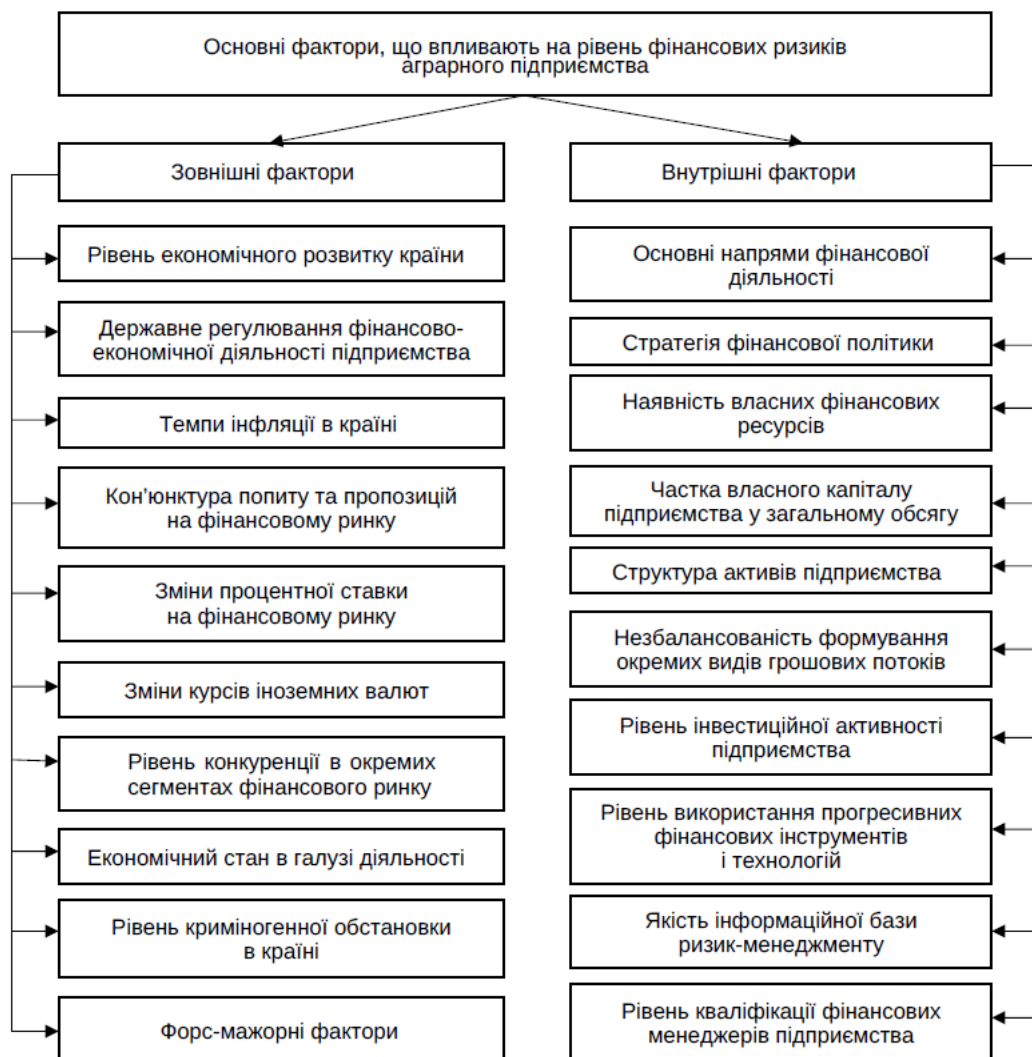 Основні фактори, що впливають на рівень фінансових ризиків
аграрного підприємства
Зовнішні фактори
Рівень економічного розвитку країни
Державне регулювання фінансово-
економічної діяльності підприємства
Темпи інфляції в країні
Кон’юнктура попиту та пропозицій
на фінансовому ринку
Зміни процентної ставки
на фінансовому ринку
Зміни курсів іноземних валют
Рівень конкуренції в окремих
сегментах фінансового ринку
Економічний стан в галузі діяльності
Рівень криміногенної обстановки
в країні
Форс-мажорні фактори
Внутрішні фактори
Основні напрями фінансової
діяльності
Стратегія фінансової політики
Наявність власних фінансових
ресурсів
Частка власного капіталу
підприємства у загальному обсягу
Структура активів підприємства
Незбалансованість формування
окремих видів грошових потоків
Рівень інвестиційної активності
підприємства
Рівень використання прогресивних
фінансових інструментів
і технологій
Якість інформаційної бази
ризик-менеджменту
Рівень кваліфікації фінансових
менеджерів підприємства